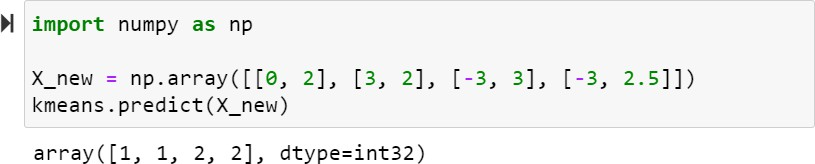 import numpy as np
X_new = np.array([[0, 2], [3, 2], [-3, 3], [-3, 2.5]])
kmeans.predict(X_new)
array([1, 1, 2, 2], dtype=int32)